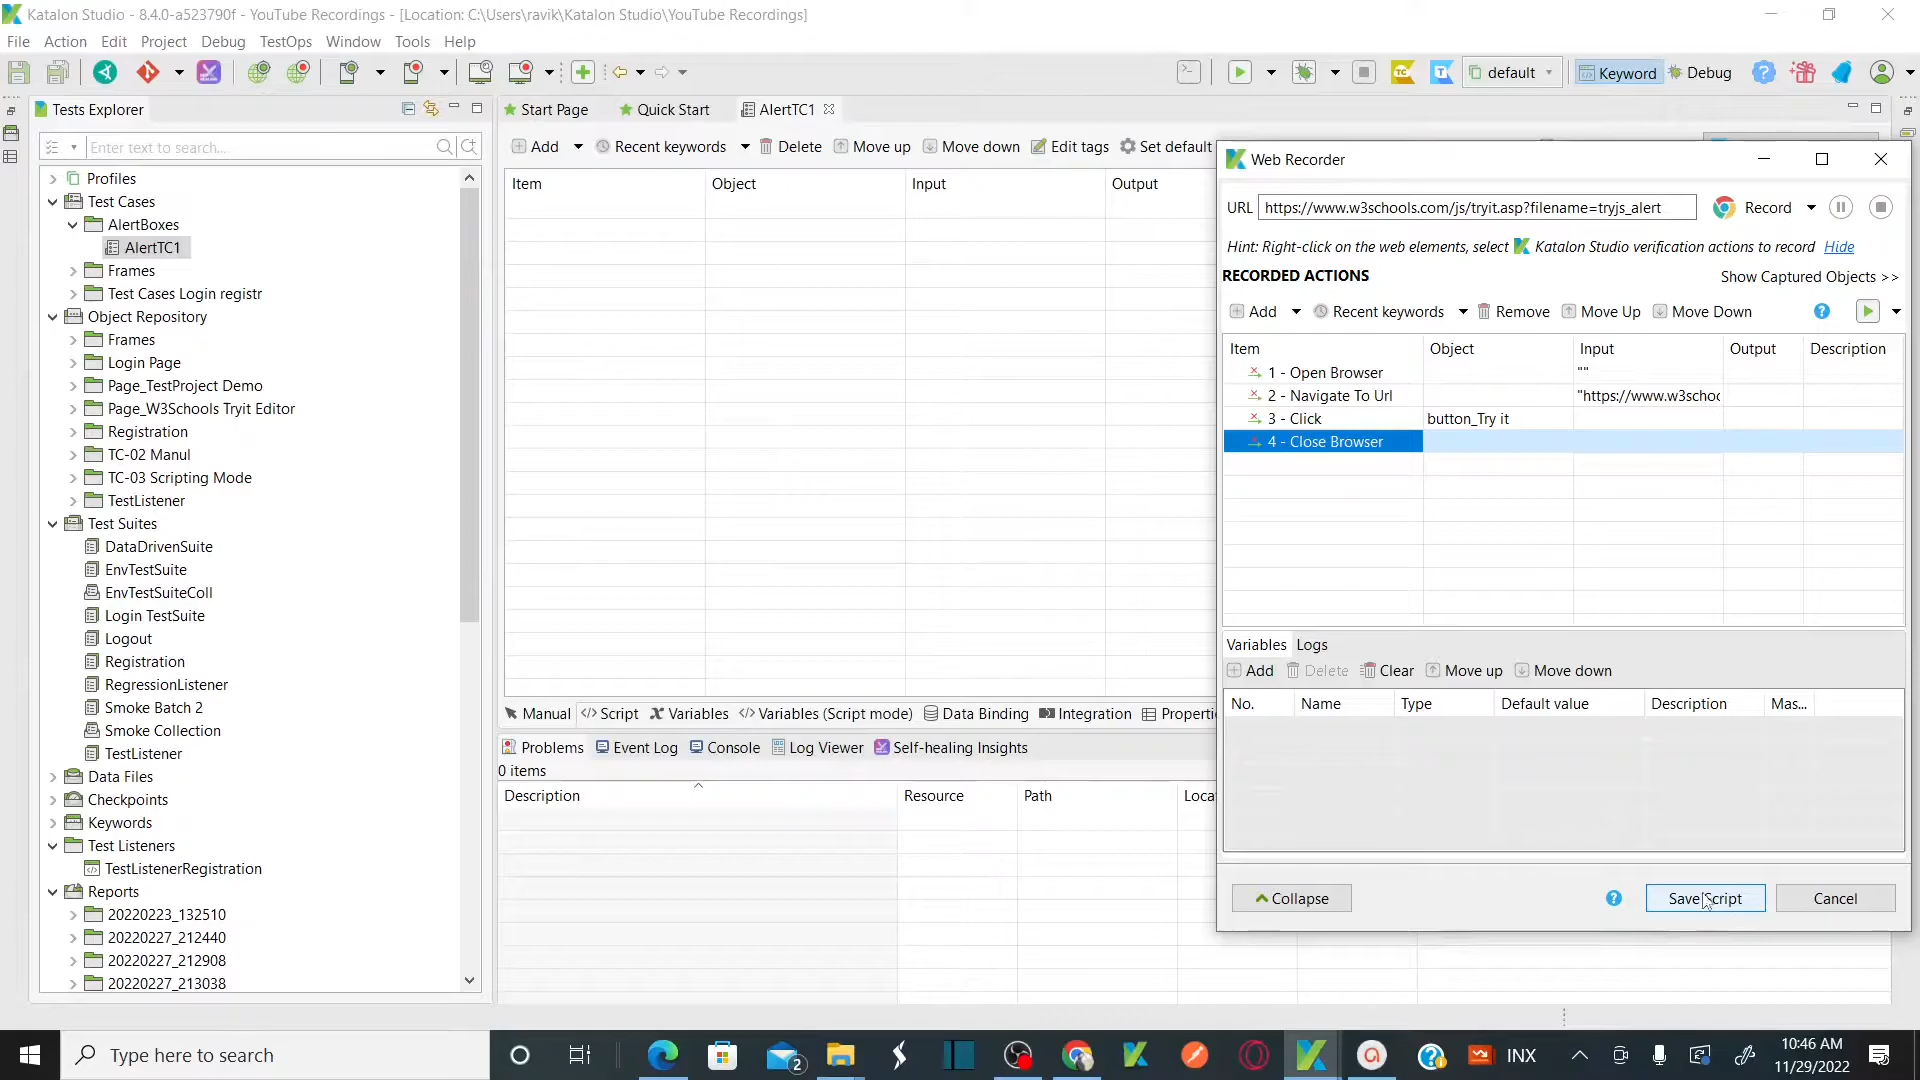 Katalon Studio - 8.4.0-a523790f - YouTube Recordings - [Location: C:\Users\ravik\Katalon Studio\YouTube Recordings]
File Action Edit Project Debug TestOps Window Tools Help
default Keyword Debug
Tests Explorer
Enter text to search...
Profiles
Test Cases
AlertBoxes
AlertTC1
Frames
Test Cases Login registr
Object Repository
Frames
Login Page
Page_TestProject Demo
Page_W3Schools Tryit Editor
Registration
TC-02 Manul
TC-03 Scripting Mode
TestListener
Test Suites
DataDrivenSuite
EnvTestSuite
EnvTestSuiteColl
Login TestSuite
Logout
Registration
RegressionListener
Smoke Batch 2
Smoke Collection
TestListener
Data Files
Checkpoints
Keywords
Test Listeners
TestListenerRegistration
Reports
20220223_132510
20220227_212440
20220227_212908
20220227_213038
Start Page Quick Start AlertTC1
Add Recent keywords Delete Move up Move down Edit tags Set default
Item Object Input Output
Manual Script Variables Variables (Script mode) Data Binding Integration Properti
Problems Event Log Console Log Viewer Self-healing Insights
0 items
Description Resource Path Locat
Web Recorder
URL https://www.w3schools.com/js/tryit.asp?filename=tryjs_alert Record
Hint: Right-click on the web elements, select Katalon Studio verification actions to record Hide
RECORDED ACTIONS Show Captured Objects >>
Add Recent keywords Remove Move Up Move Down
Item Object Input Output Description
1 - Open Browser ""
2 - Navigate To Url "https://www.w3schoo
3 - Click button_Try it
4 - Close Browser
Variables Logs
Add Delete Clear Move up Move down
No. Name Type Default value Description Mas...
Collapse Save Script Cancel
Type here to search 2 INX 10:46 AM
11/29/2022